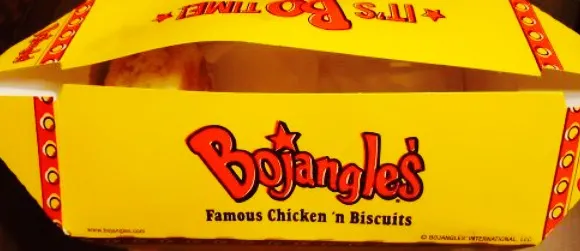 ★ IT'S BO TIME! ★
Bojangles'
Famous Chicken 'n Biscuits
www.bojangles.com
© BOJANGLES' INTERNATIONAL, LLC